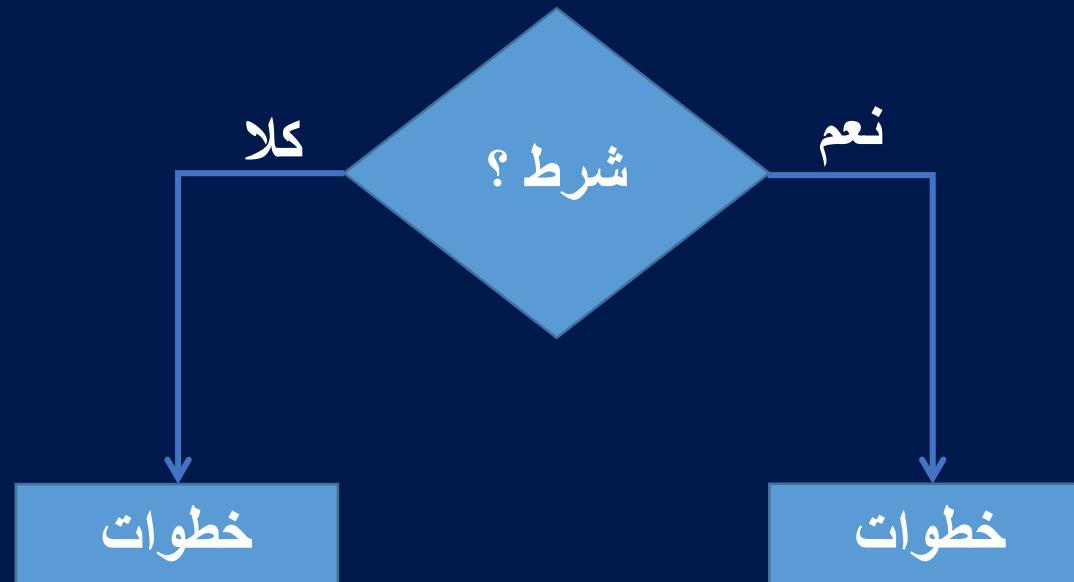 نعم
كلا
شرط ؟
خطوات
خطوات